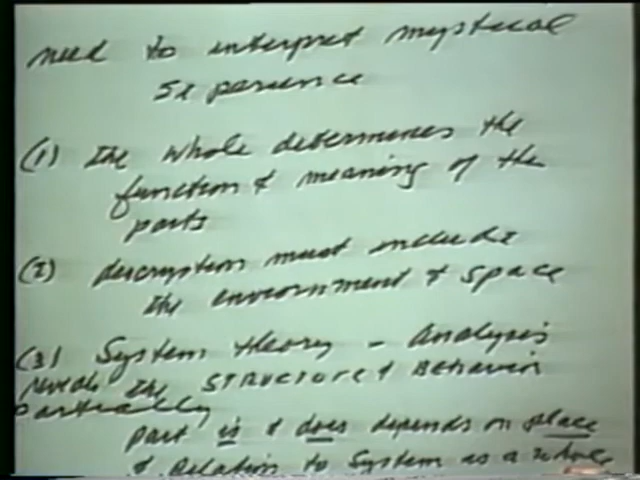 need to interpret mystical
experience
(1) the whole determines the
function & meaning of the
parts
(2) description must include
the environment & space
(3) System theory - Analysis
reveals the STRUCTURE & BEHAVIOR
partially
part is & does depends on place
& Relation to System as a whole